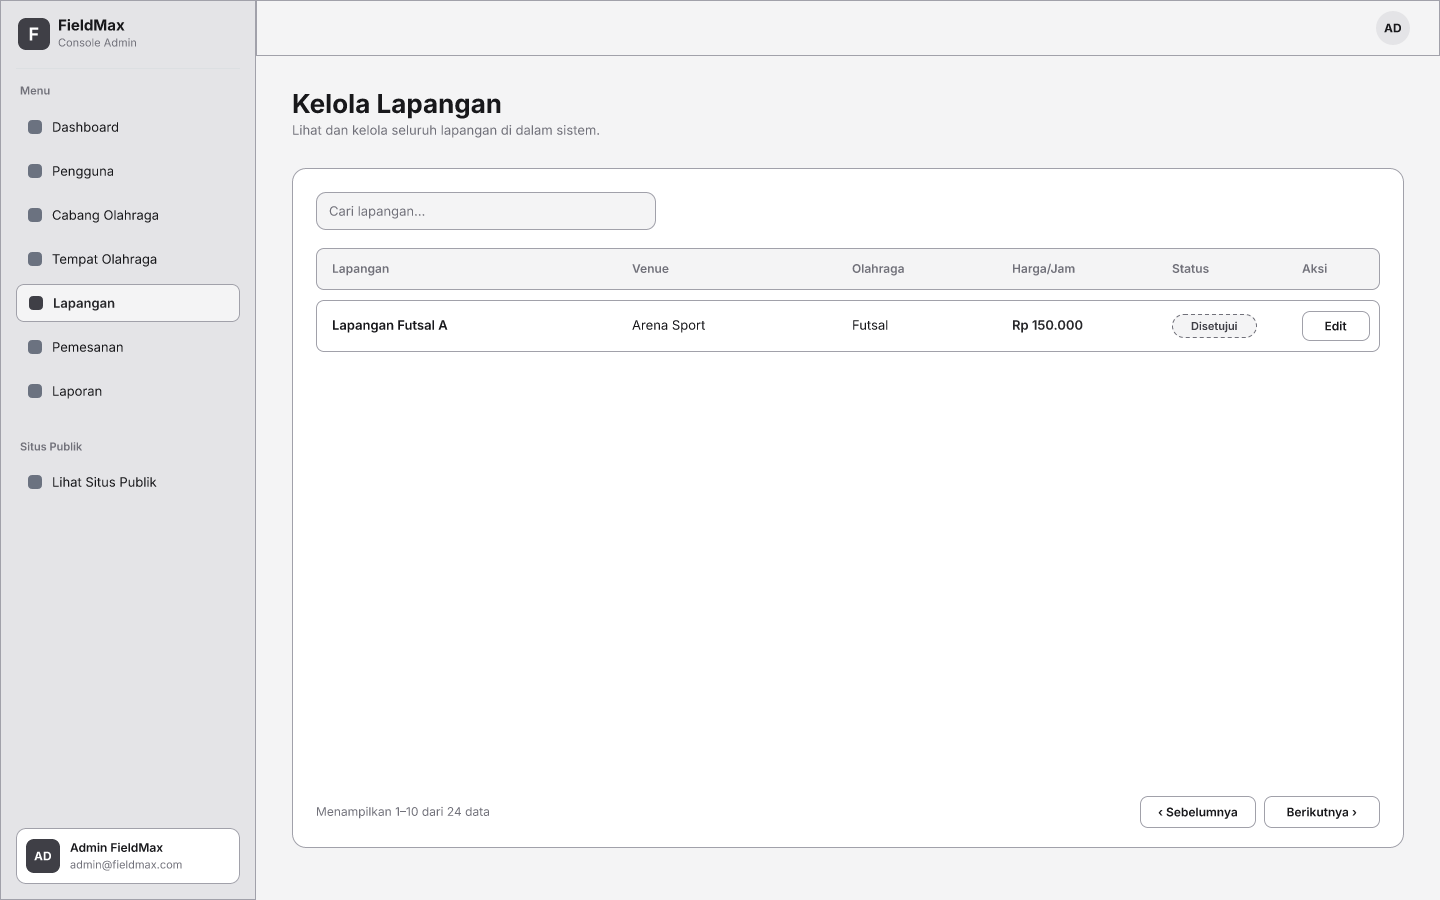 F
FieldMax
Console Admin
AD
Menu
Dashboard
Pengguna
Cabang Olahraga
Tempat Olahraga
Lapangan
Pemesanan
Laporan
Situs Publik
Lihat Situs Publik
AD
Admin FieldMax
admin@fieldmax.com
Kelola Lapangan
Lihat dan kelola seluruh lapangan di dalam sistem.
Cari lapangan...
Lapangan Venue Olahraga Harga/Jam Status Aksi
Lapangan Futsal A Arena Sport Futsal Rp 150.000 Disetujui Edit
Menampilkan 1–10 dari 24 data ‹ Sebelumnya Berikutnya ›